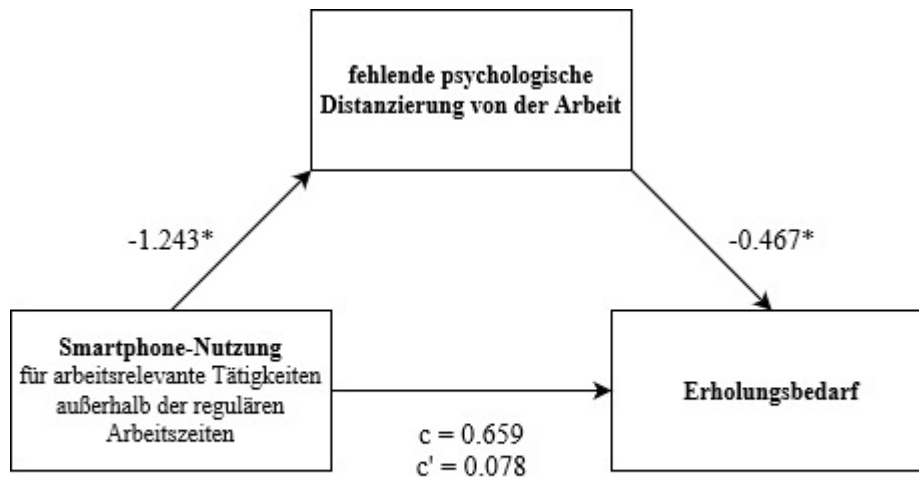 fehlende psychologische
Distanzierung von der Arbeit
-1.243*
-0.467*
Smartphone-Nutzung
für arbeitsrelevante Tätigkeiten
außerhalb der regulären
Arbeitszeiten
Erholungsbedarf
c = 0.659
c' = 0.078